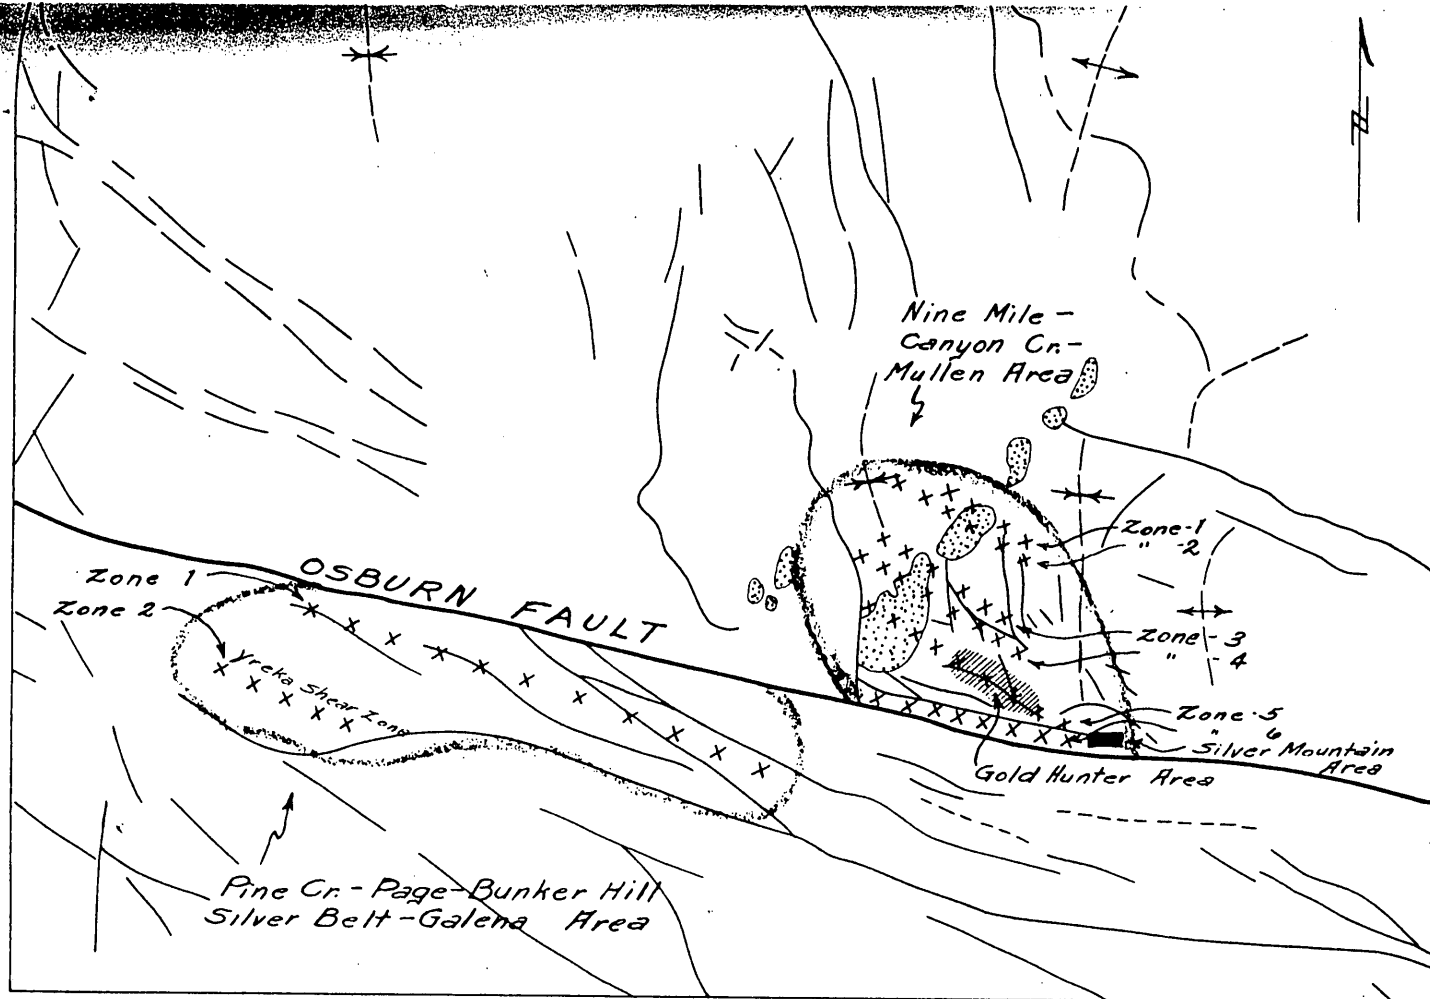 N
Nine Mile –
Canyon Cr. –
Mullen Area
Zone-1
" -2
Zone 1
OSBURN FAULT
Zone 2
Zone-3
" -4
Yreka Shear Zone
Zone-5
" 6
Silver Mountain
Area
Gold Hunter Area
Pine Cr. – Page – Bunker Hill
Silver Belt – Galena Area